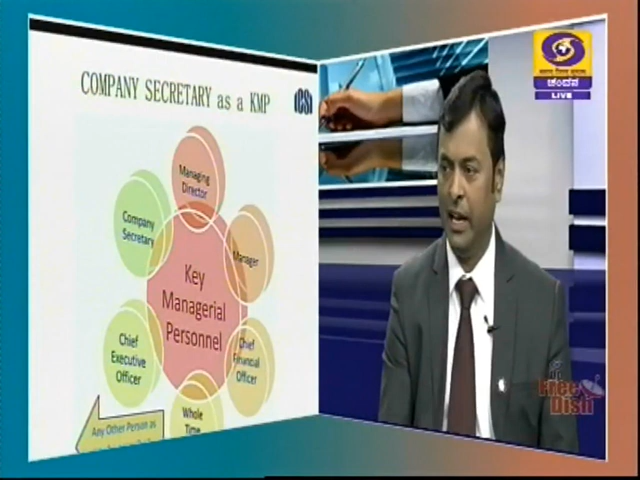 COMPANY SECRETARY as a KMP
ICSI
Managing
Director
Company
Secretary
Manager
Key
Managerial
Personnel
Chief
Executive
Officer
Chief
Financial
Officer
Whole
Time
Any Other Person as
ಚಂದನ
LIVE
Free
Dish